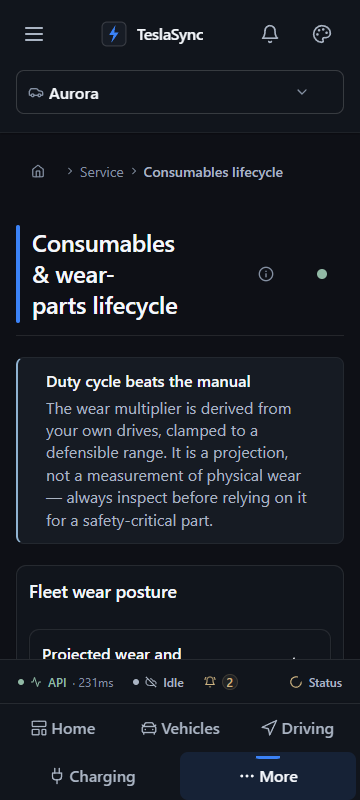 TeslaSync
Aurora
Service
Consumables lifecycle
Consumables
& wear-
parts lifecycle
Duty cycle beats the manual
The wear multiplier is derived from
your own drives, clamped to a
defensible range. It is a projection,
not a measurement of physical wear
— always inspect before relying on it
for a safety-critical part.
Fleet wear posture
Projected wear and
API · 231ms
Idle
2
Status
Home
Vehicles
Driving
Charging
More